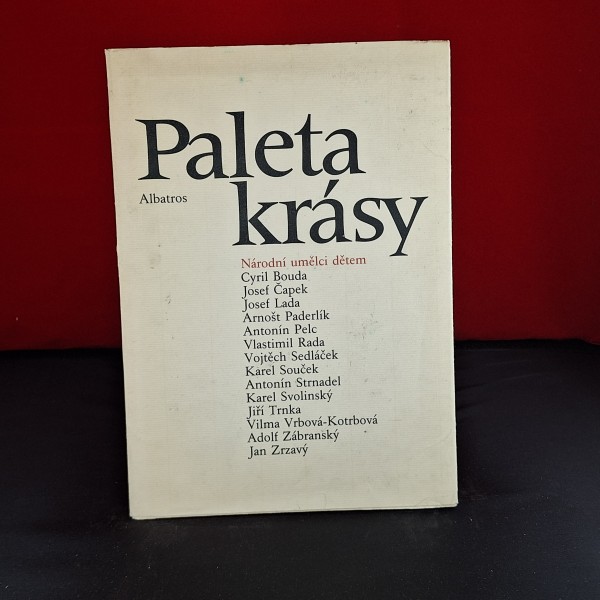 Paleta
Albatros
krásy
Národní umělci dětem
Cyril Bouda
Josef Čapek
Josef Lada
Arnošt Paderlík
Antonín Pelc
Vlastimil Rada
Vojtěch Sedláček
Karel Souček
Antonín Strnadel
Karel Svolinský
Jiří Trnka
Vilma Vrbová-Kotrbová
Adolf Zábranský
Jan Zrzavý